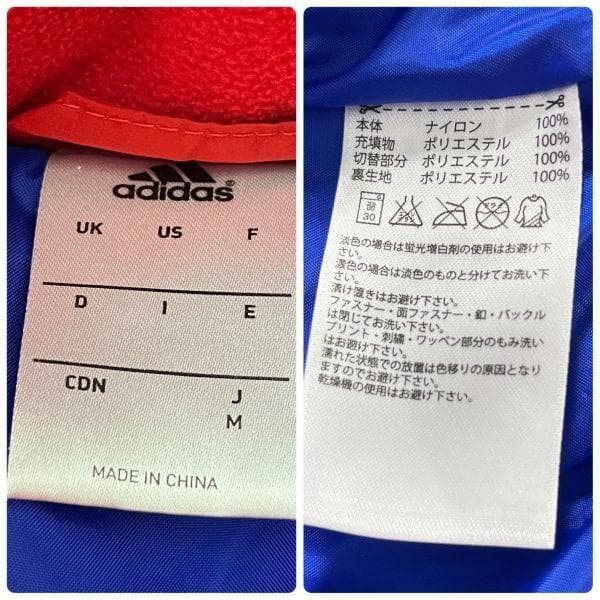 adidas®
UK US F
D I E
CDN J
M
MADE IN CHINA
本体 ナイロン 100%
充填物 ポリエステル 100%
切替部分 ポリエステル 100%
裏生地 ポリエステル 100%
30
淡色の場合は蛍光増白剤の使用はお避け下
さい。
濃色の場合は淡色のものと分けてお洗い下
さい。
漬け置きはお避け下さい。
ファスナー・面ファスナー・釦・バックル
は閉じてお洗い下さい。
プリント・刺繍・ワッペン部分のもみ洗い
はお避け下さい。
濡れた状態での放置は色移りの原因となり
ますのでお避け下さい。
乾燥機の使用はお避け下さい。